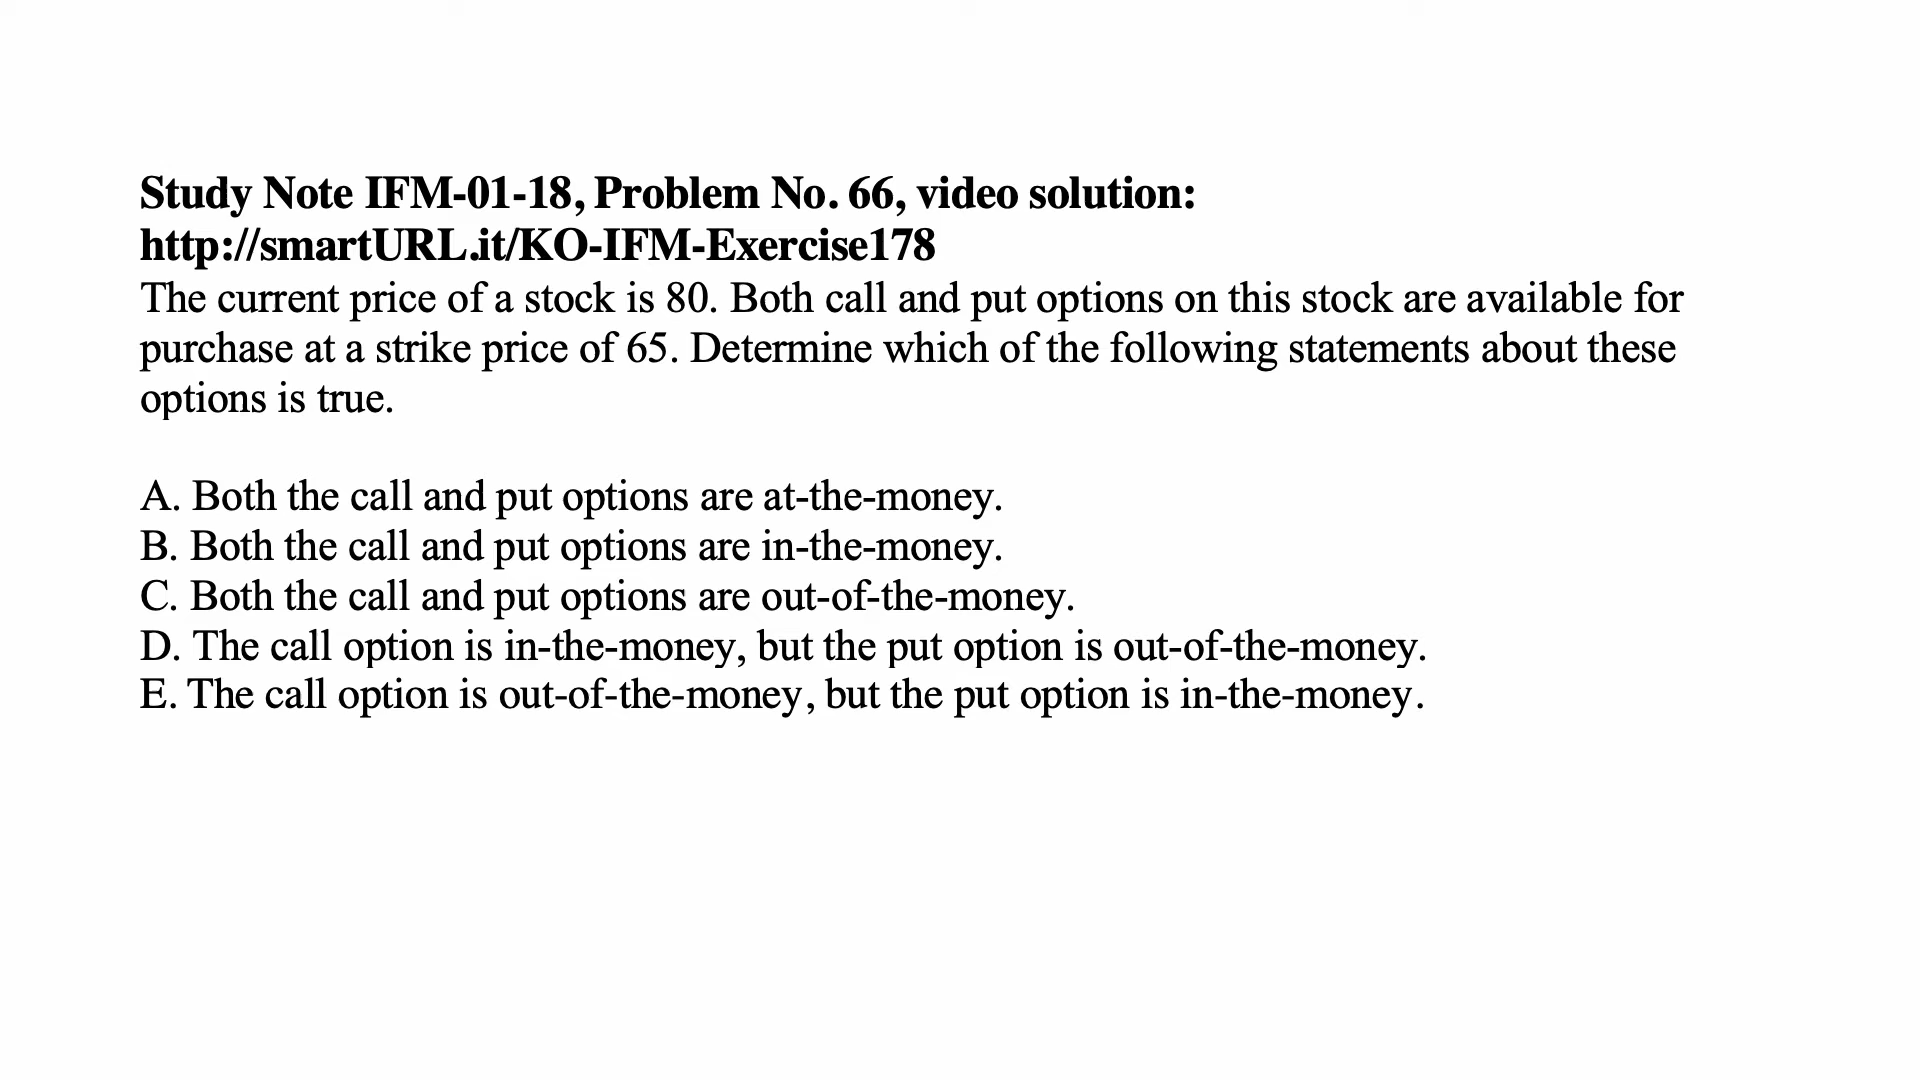 Study Note IFM-01-18, Problem No. 66, video solution:
http://smartURL.it/KO-IFM-Exercise178
The current price of a stock is 80. Both call and put options on this stock are available for
purchase at a strike price of 65. Determine which of the following statements about these
options is true.
A. Both the call and put options are at-the-money.
B. Both the call and put options are in-the-money.
C. Both the call and put options are out-of-the-money.
D. The call option is in-the-money, but the put option is out-of-the-money.
E. The call option is out-of-the-money, but the put option is in-the-money.